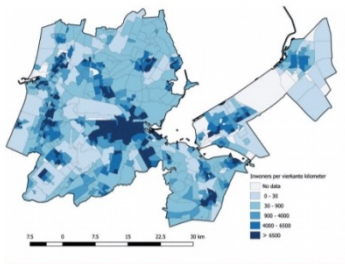 Inwoners per vierkante kilometer
No data
0 - 30
30 - 900
900 - 4000
4000 - 6500
> 6500
7.5 0 7.5 15 22.5 30 km